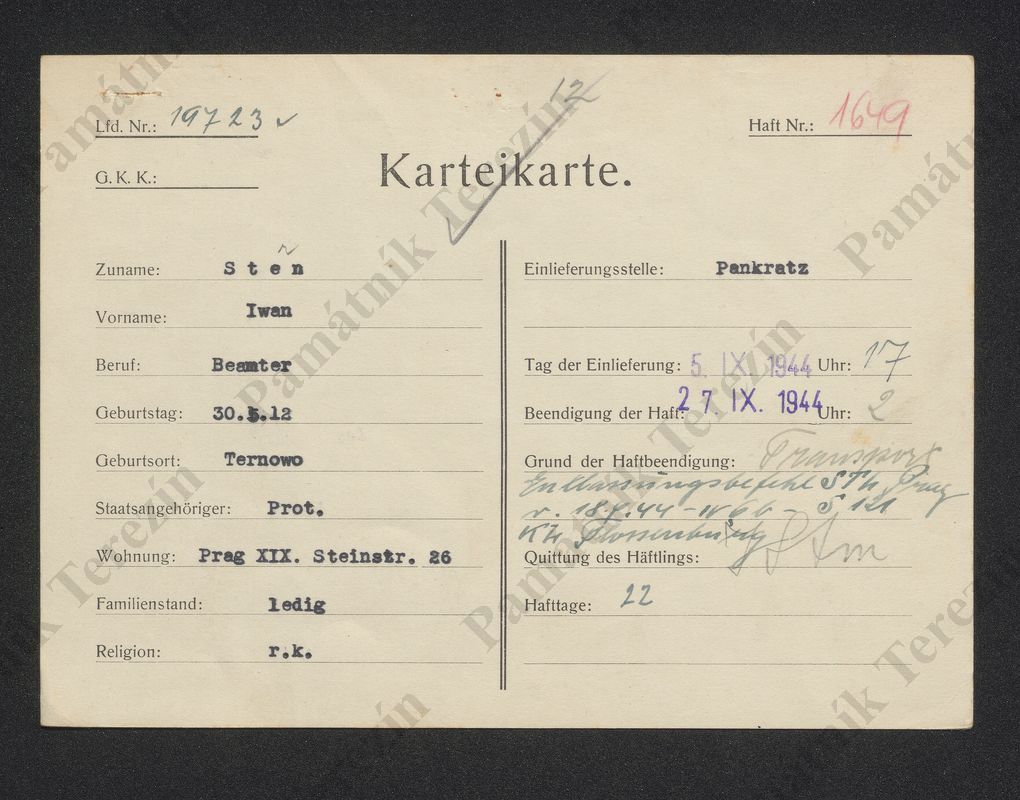 12
Lfd. Nr.: 19723
Haft Nr.: 1649
G. K. K.:
Karteikarte.
Zuname: Steň
Vorname: Iwan
Beruf: Beamter
Geburtstag: 30.5.12
Geburtsort: Ternowo
Staatsangehöriger: Prot.
Wohnung: Prag XIX. Steinstr. 26
Familienstand: ledig
Religion: r.k.
Einlieferungsstelle: Pankratz
Tag der Einlieferung: 5. IX. 1944 Uhr: 17
Beendigung der Haft: 27. IX. 1944 Uhr: 2
Grund der Haftbeendigung: Transport
Entlassungsbefehl Prag
v.
KZ Flossenbürg
Quittung des Häftlings:
Hafttage: 22
Památník Terezín